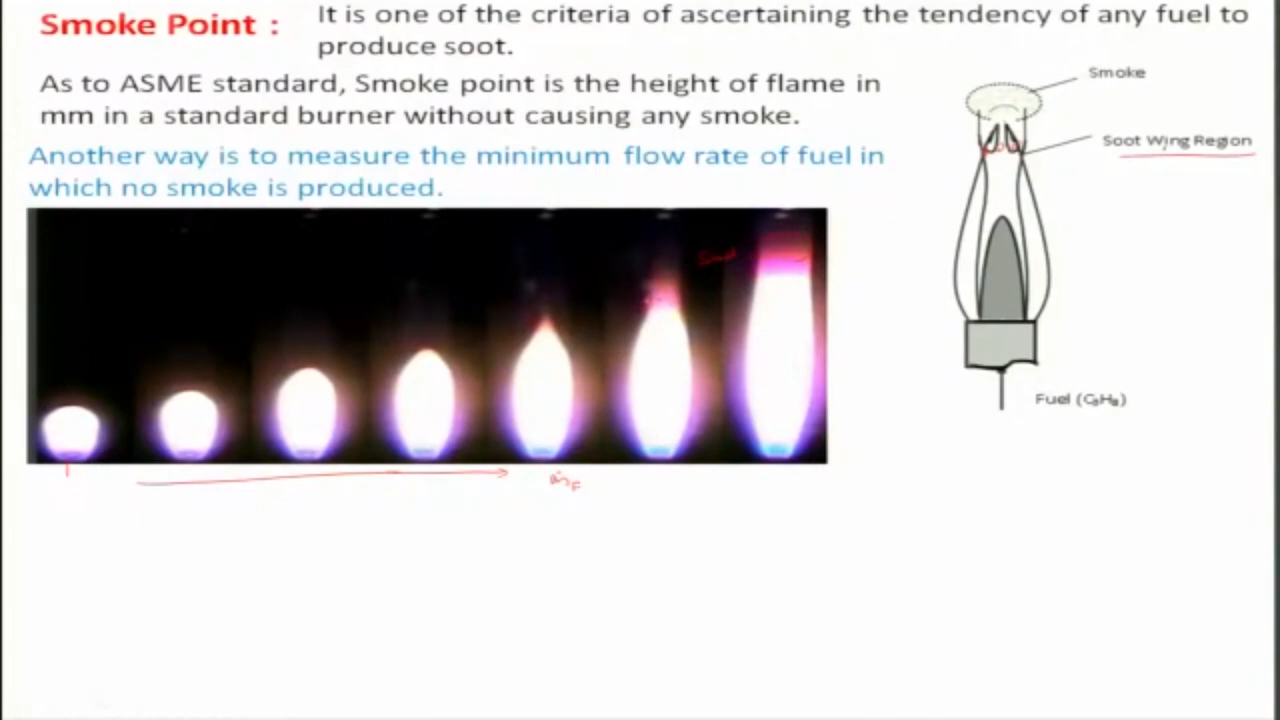 Smoke Point : It is one of the criteria of ascertaining the tendency of any fuel to
produce soot.
As to ASME standard, Smoke point is the height of flame in
mm in a standard burner without causing any smoke.
Another way is to measure the minimum flow rate of fuel in
which no smoke is produced.
Smoke
Soot Wing Region
Fuel (C₃H₈)
ṁF